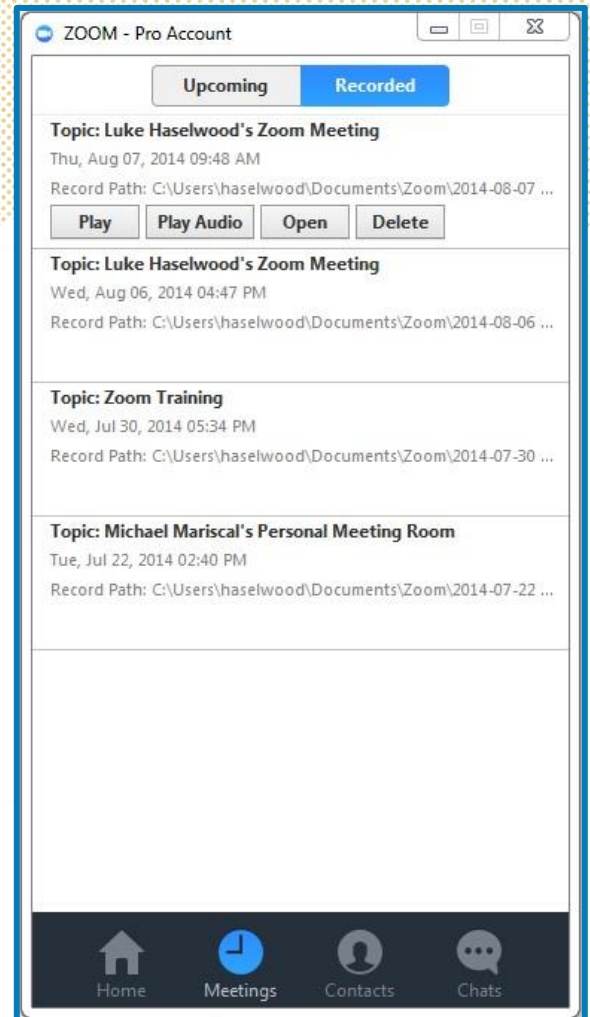 ZOOM - Pro Account
Upcoming Recorded
Topic: Luke Haselwood's Zoom Meeting
Thu, Aug 07, 2014 09:48 AM
Record Path: C:\Users\haselwood\Documents\Zoom\2014-08-07 ...
Play Play Audio Open Delete
Topic: Luke Haselwood's Zoom Meeting
Wed, Aug 06, 2014 04:47 PM
Record Path: C:\Users\haselwood\Documents\Zoom\2014-08-06 ...
Topic: Zoom Training
Wed, Jul 30, 2014 05:34 PM
Record Path: C:\Users\haselwood\Documents\Zoom\2014-07-30 ...
Topic: Michael Mariscal's Personal Meeting Room
Tue, Jul 22, 2014 02:40 PM
Record Path: C:\Users\haselwood\Documents\Zoom\2014-07-22 ...
Home Meetings Contacts Chats